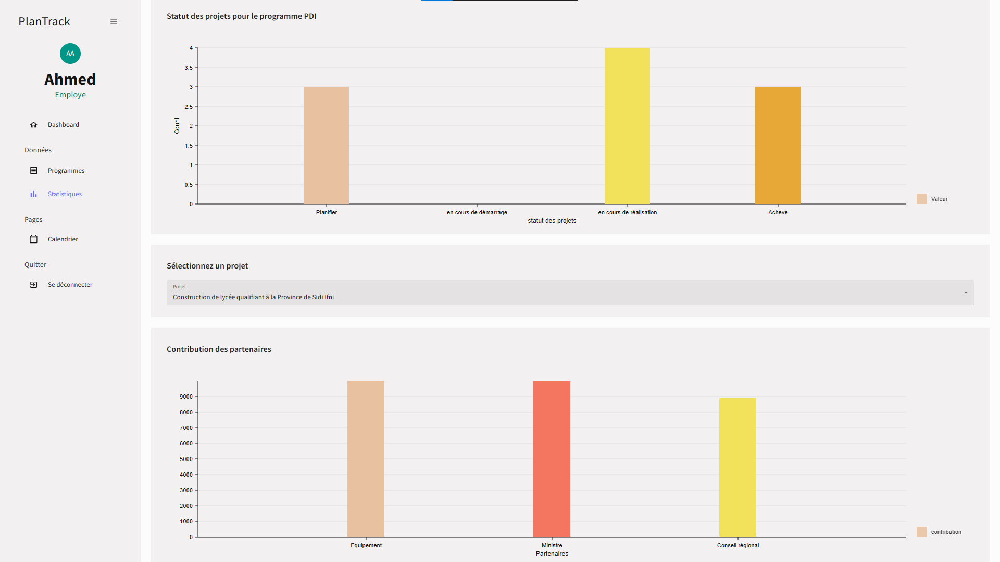 PlanTrack
AA
Ahmed
Employe
Dashboard
Données
Programmes
Statistiques
Pages
Calendrier
Quitter
Se déconnecter
Statut des projets pour le programme PDI
4
3.5
3
2.5
2
1.5
1
0.5
0
Count
Planifier
en cours de démarrage
en cours de réalisation
Achevé
statut des projets
Valeur
Sélectionnez un projet
Projet
Construction de lycée qualifiant à la Province de Sidi Ifni
Contribution des partenaires
9000
8000
7000
6000
5000
4000
3000
2000
1000
0
Equipement
Ministre
Conseil régional
Partenaires
contribution